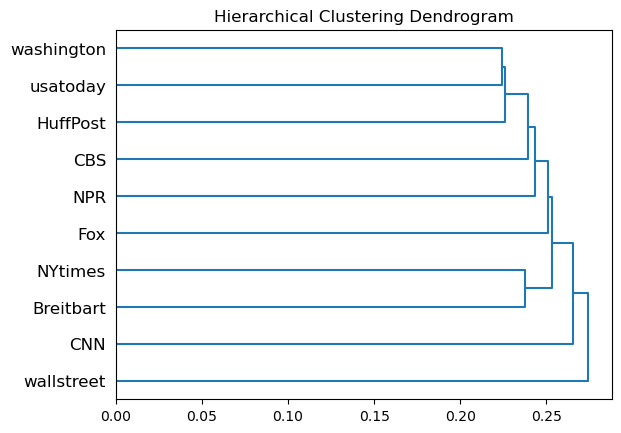 Hierarchical Clustering Dendrogram
washington
usatoday
HuffPost
CBS
NPR
Fox
NYtimes
Breitbart
CNN
wallstreet
0.00 0.05 0.10 0.15 0.20 0.25